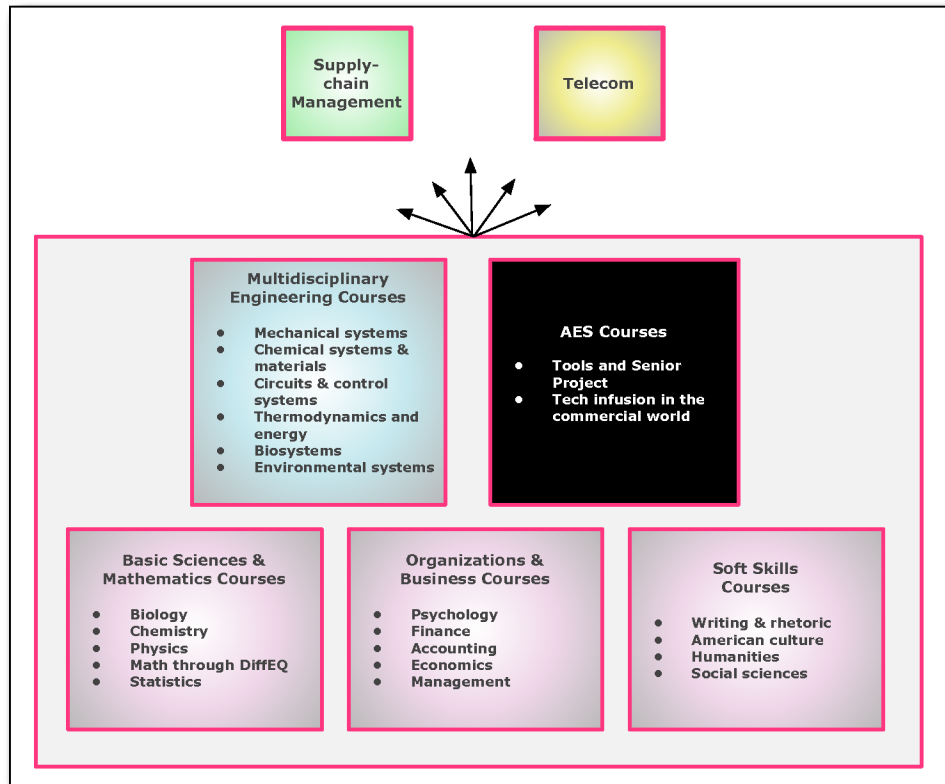 Supply-
chain
Management
Telecom
Multidisciplinary
Engineering Courses
● Mechanical systems
● Chemical systems &
materials
● Circuits & control
systems
● Thermodynamics and
energy
● Biosystems
● Environmental systems
AES Courses
● Tools and Senior
Project
● Tech infusion in the
commercial world
Basic Sciences &
Mathematics Courses
● Biology
● Chemistry
● Physics
● Math through DiffEQ
● Statistics
Organizations &
Business Courses
● Psychology
● Finance
● Accounting
● Economics
● Management
Soft Skills
Courses
● Writing & rhetoric
● American culture
● Humanities
● Social sciences